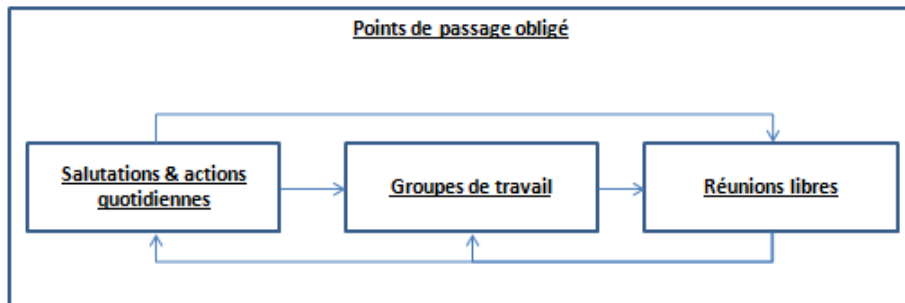 Points de passage obligé
Salutations & actions
quotidiennes
Groupes de travail
Réunions libres